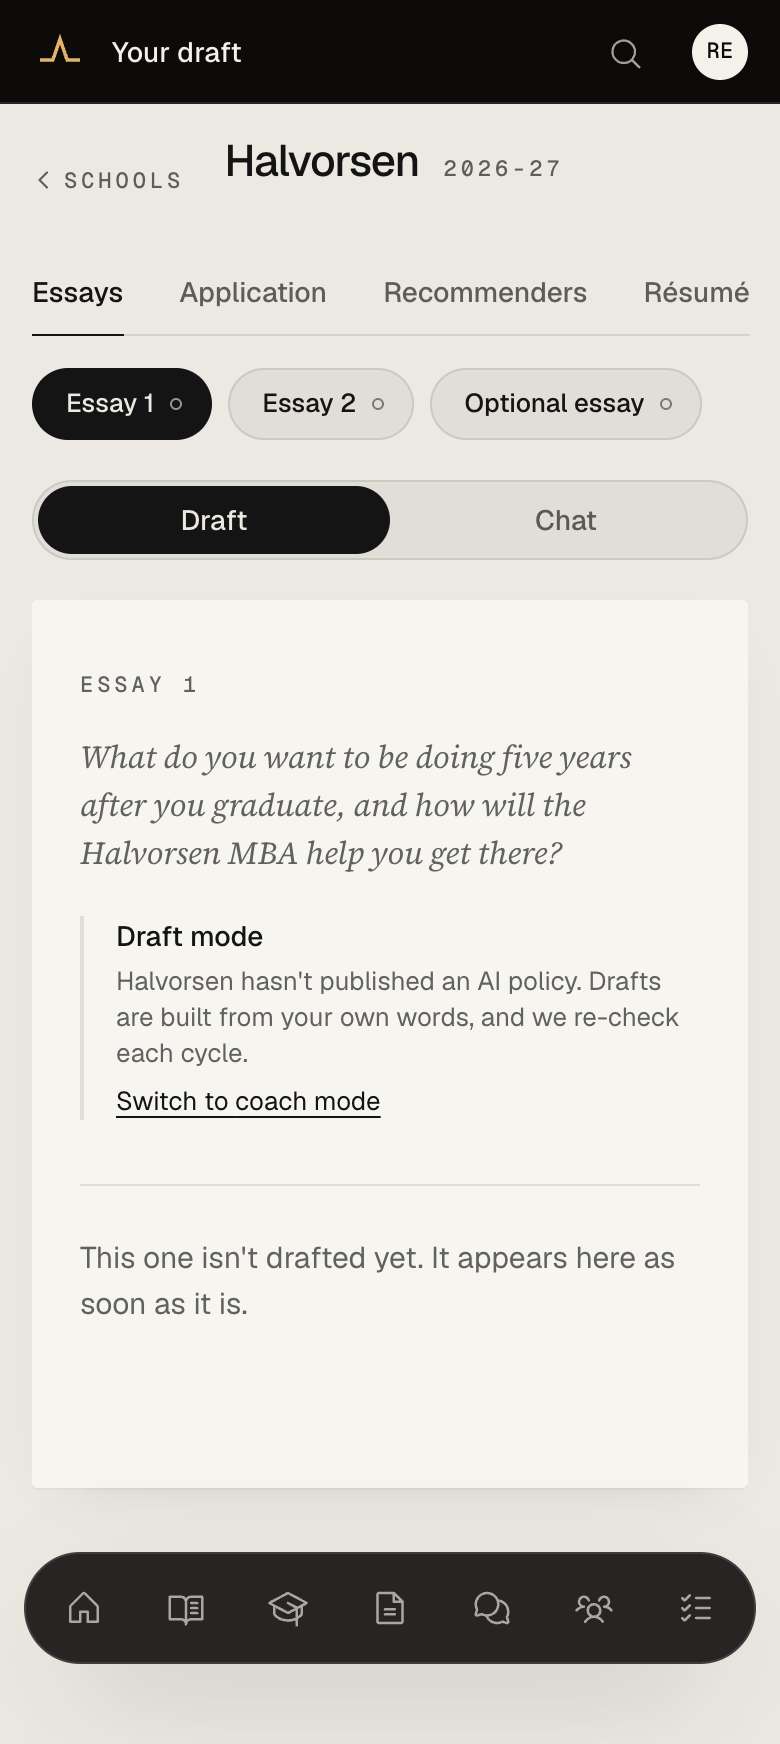 Your draft
RE
SCHOOLS
Halvorsen 2026-27
Essays Application Recommenders Résumé
Essay 1 Essay 2 Optional essay
Draft Chat
ESSAY 1
What do you want to be doing five years
after you graduate, and how will the
Halvorsen MBA help you get there?
Draft mode
Halvorsen hasn't published an AI policy. Drafts
are built from your own words, and we re-check
each cycle.
Switch to coach mode
This one isn't drafted yet. It appears here as
soon as it is.